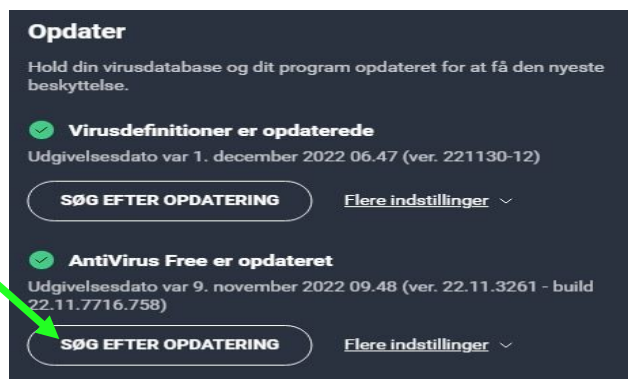 Opdater
Hold din virusdatabase og dit program opdateret for at få den nyeste
beskyttelse.
Virusdefinitioner er opdaterede
Udgivelsesdato var 1. december 2022 06.47 (ver. 221130-12)
SØG EFTER OPDATERING Flere indstillinger
AntiVirus Free er opdateret
Udgivelsesdato var 9. november 2022 09.48 (ver. 22.11.3261 - build
22.11.7716.758)
SØG EFTER OPDATERING Flere indstillinger